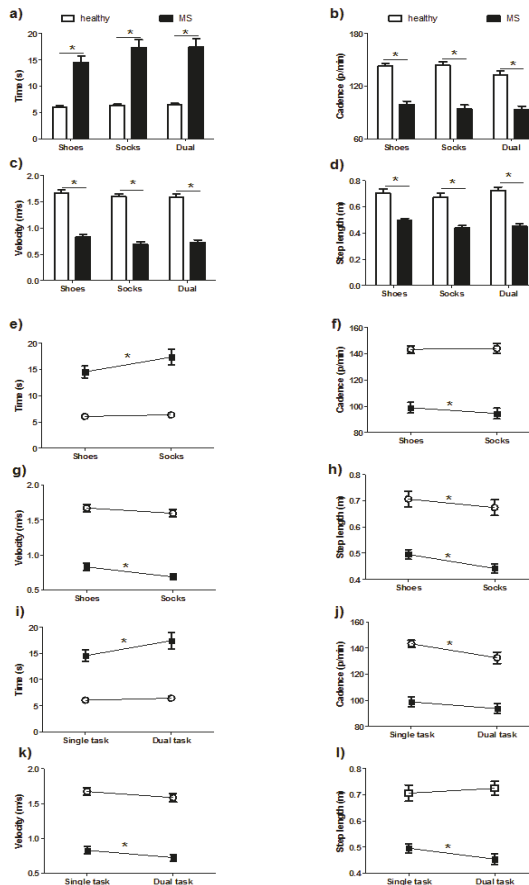 a) healthy MS
* * *
Time (s)
20
15
10
5
0
Shoes Socks Dual
b) healthy MS
* * *
Cadence (p/min)
160
120
90
60
Shoes Socks Dual
c)
* * *
Velocity (m/s)
2.0
1.5
1.0
0.5
0.0
Shoes Socks Dual
d)
* * *
Step length (m)
0.8
0.6
0.4
0.2
0.0
Shoes Socks Dual
e)
*
Time (s)
20
15
10
5
0
Shoes Socks
f)
*
Cadence (p/min)
160
140
120
100
80
Shoes Socks
g)
*
Velocity (m/s)
2.0
1.5
1.0
0.5
Shoes Socks
h)
*
*
Step length (m)
0.8
0.7
0.6
0.5
0.4
Shoes Socks
i)
*
Time (s)
20
15
10
5
0
Single task Dual task
j)
*
Cadence (p/min)
160
140
120
100
80
Single task Dual task
k)
*
Velocity (m/s)
2.0
1.5
1.0
0.5
Single task Dual task
l)
*
Step length (m)
0.8
0.7
0.6
0.5
0.4
Single task Dual task